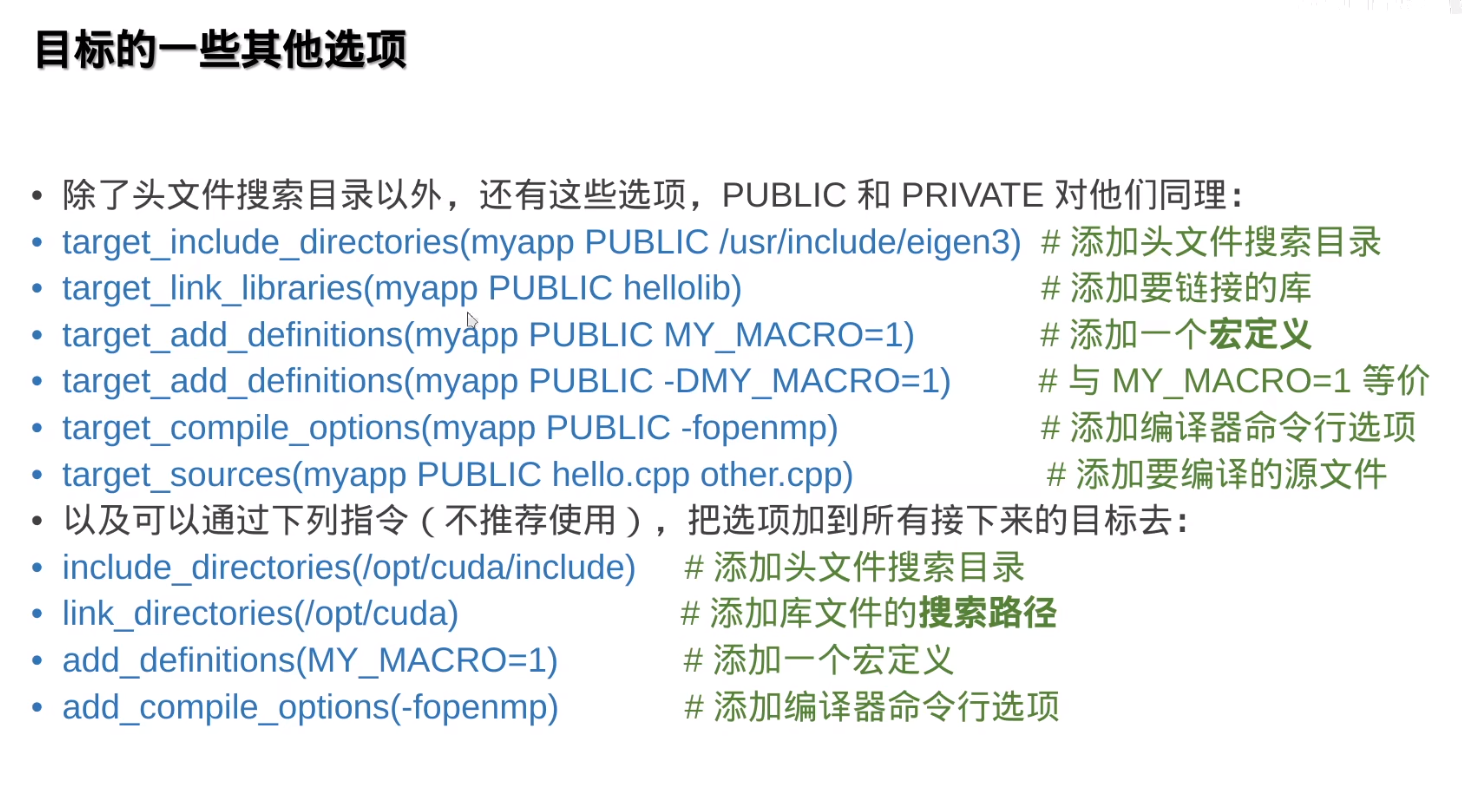 目标的一些其他选项
• 除了头文件搜索目录以外，还有这些选项，PUBLIC 和 PRIVATE 对他们同理：
• target_include_directories(myapp PUBLIC /usr/include/eigen3) # 添加头文件搜索目录
• target_link_libraries(myapp PUBLIC hellolib) # 添加要链接的库
• target_add_definitions(myapp PUBLIC MY_MACRO=1) # 添加一个宏定义
• target_add_definitions(myapp PUBLIC -DMY_MACRO=1) # 与 MY_MACRO=1 等价
• target_compile_options(myapp PUBLIC -fopenmp) # 添加编译器命令行选项
• target_sources(myapp PUBLIC hello.cpp other.cpp) # 添加要编译的源文件
• 以及可以通过下列指令（不推荐使用），把选项加到所有接下来的目标去：
• include_directories(/opt/cuda/include) # 添加头文件搜索目录
• link_directories(/opt/cuda) # 添加库文件的搜索路径
• add_definitions(MY_MACRO=1) # 添加一个宏定义
• add_compile_options(-fopenmp) # 添加编译器命令行选项